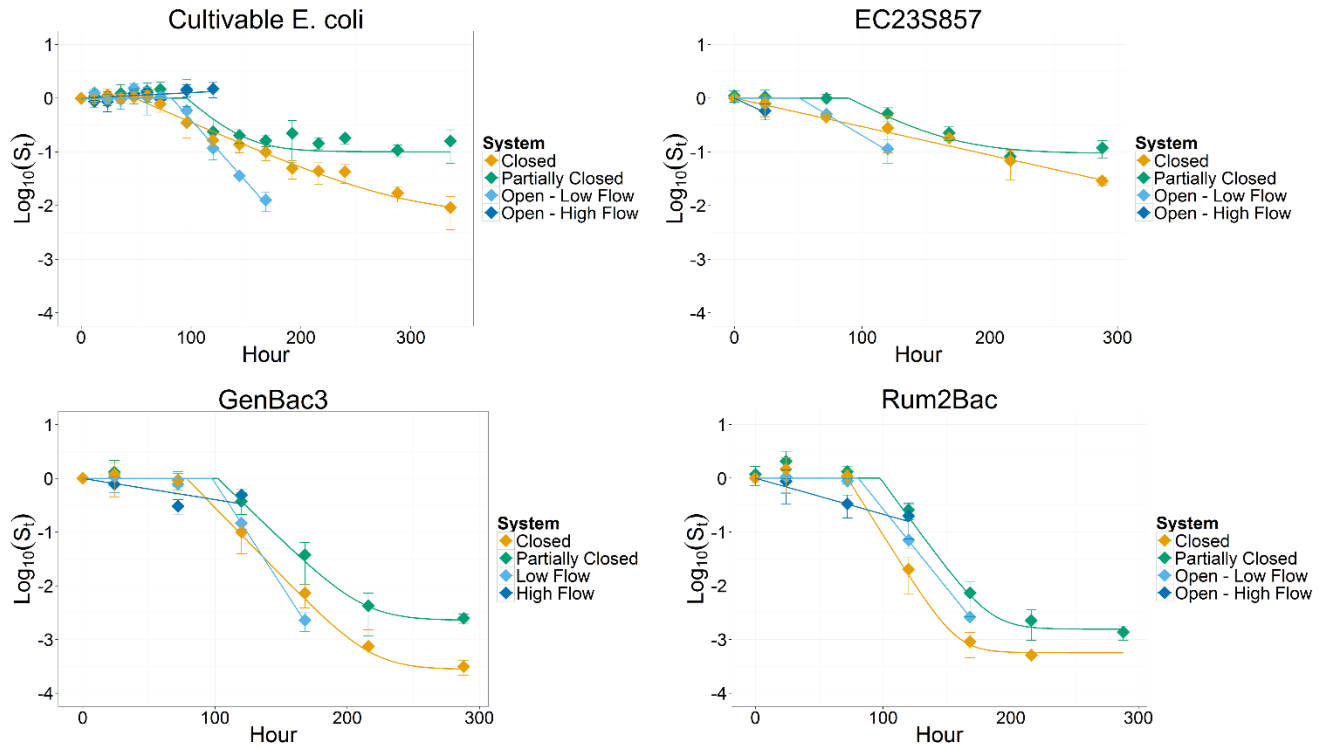 Cultivable E. coli
1
0
-1
-2
-3
-4
Log10(St)
0 100 200 300
Hour
System
Closed
Partially Closed
Open - Low Flow
Open - High Flow
EC23S857
1
0
-1
-2
-3
-4
Log10(St)
0 100 200 300
Hour
System
Closed
Partially Closed
Open - Low Flow
Open - High Flow
GenBac3
1
0
-1
-2
-3
-4
Log10(St)
0 100 200 300
Hour
System
Closed
Partially Closed
Low Flow
High Flow
Rum2Bac
1
0
-1
-2
-3
-4
Log10(St)
0 100 200 300
Hour
System
Closed
Partially Closed
Open - Low Flow
Open - High Flow